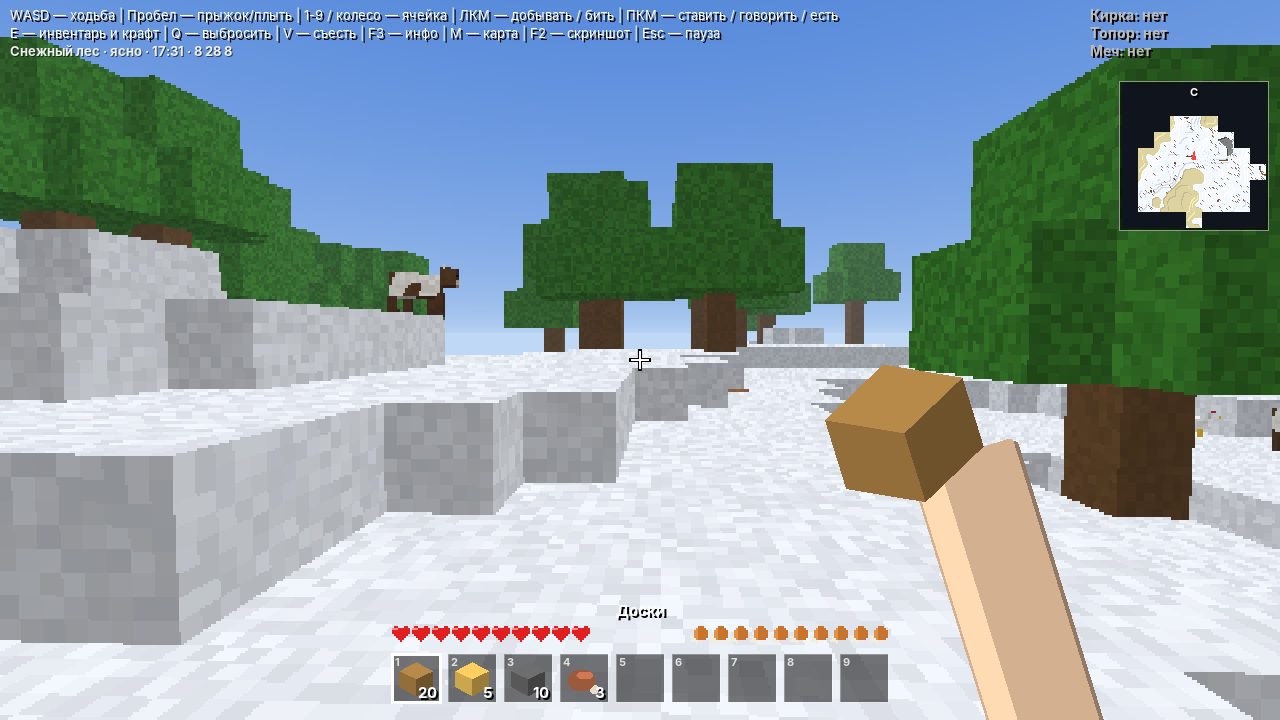 WASD — ходьба | Пробел — прыжок/плыть | 1-9 / колесо — ячейка | ЛКМ — добывать / бить | ПКМ — ставить / говорить / есть
E — инвентарь и крафт | Q — выбросить | V — съесть | F3 — инфо | M — карта | F2 — скриншот | Esc — пауза
Снежный лес · ясно · 17:31 · 8 28 8
Кирка: нет
Топор: нет
Меч: нет
С
Доски
1 2 3 4 5 6 7 8 9
20 5 10 3